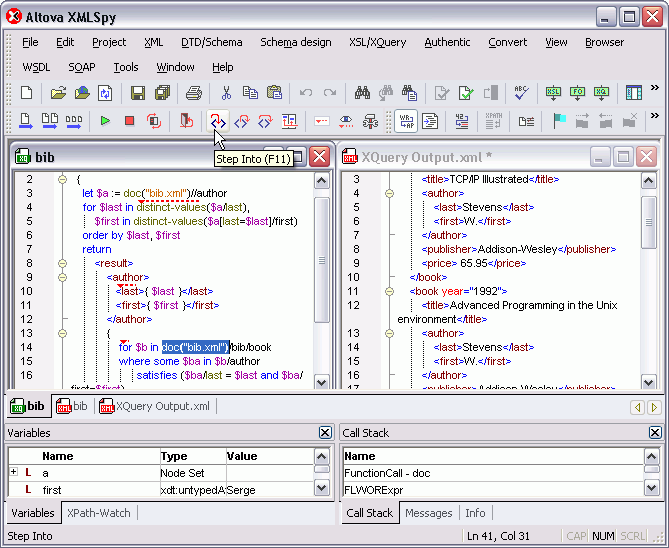 Altova XMLSpy
File Edit Project XML DTD/Schema Schema design XSL/XQuery Authentic Convert View Browser
WSDL SOAP Tools Window Help
Step Into (F11)
bib
2 {
3 let $a := doc("bib.xml")//author
4 for $last in distinct-values($a/last),
5 $first in distinct-values($a[last=$last]/first)
6 order by $last, $first
7 return
8 <result>
9 <author>
10 <last>{ $last }</last>
11 <first>{ $first }</first>
12 </author>
13 {
14 for $b in doc("bib.xml")/bib/book
15 where some $ba in $b/author
16 satisfies ($ba/last = $last and $ba/
first=$first)
XQuery Output.xml *
3 <title>TCP/IP Illustrated</title>
4 <author>
5 <last>Stevens</last>
6 <first>W.</first>
7 </author>
8 <publisher>Addison-Wesley</publisher>
9 <price> 65.95</price>
10 </book>
11 <book year="1992">
12 <title>Advanced Programming in the Unix
environment</title>
13 <author>
14 <last>Stevens</last>
15 <first>W.</first>
16 </author>
17 <publisher>Addison-Wesley</publisher>
bib bib XQuery Output.xml
Variables
Name Type Value
a Node Set
first xdt:untypedA Serge
Variables XPath-Watch
Call Stack
Name
FunctionCall - doc
FLWORExpr
Call Stack Messages Info
Step Into Ln 41, Col 31 CAP NUM SCRL